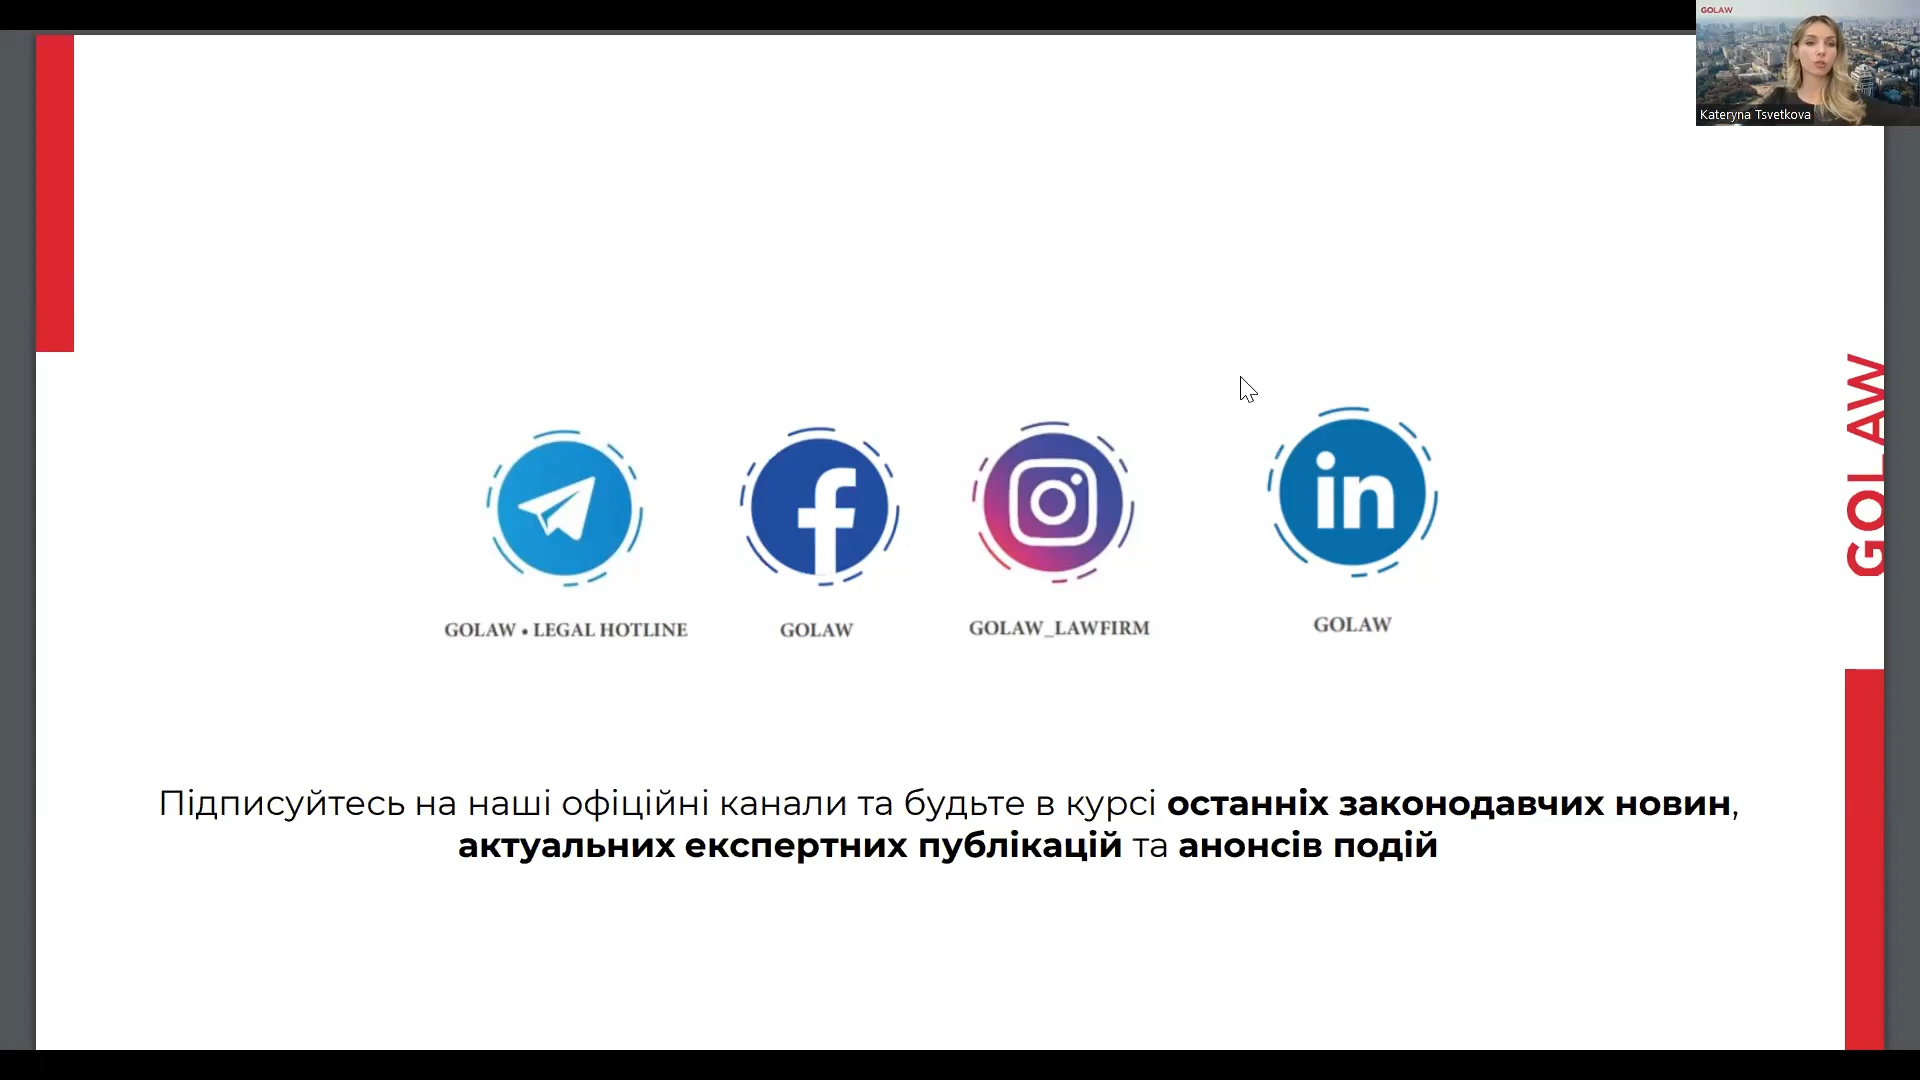 GOLAW
Kateryna Tsvetkova
GOLAW
in
GOLAW • LEGAL HOTLINE
GOLAW
GOLAW_LAWFIRM
GOLAW
Підписуйтесь на наші офіційні канали та будьте в курсі останніх законодавчих новин,
актуальних експертних публікацій та анонсів подій